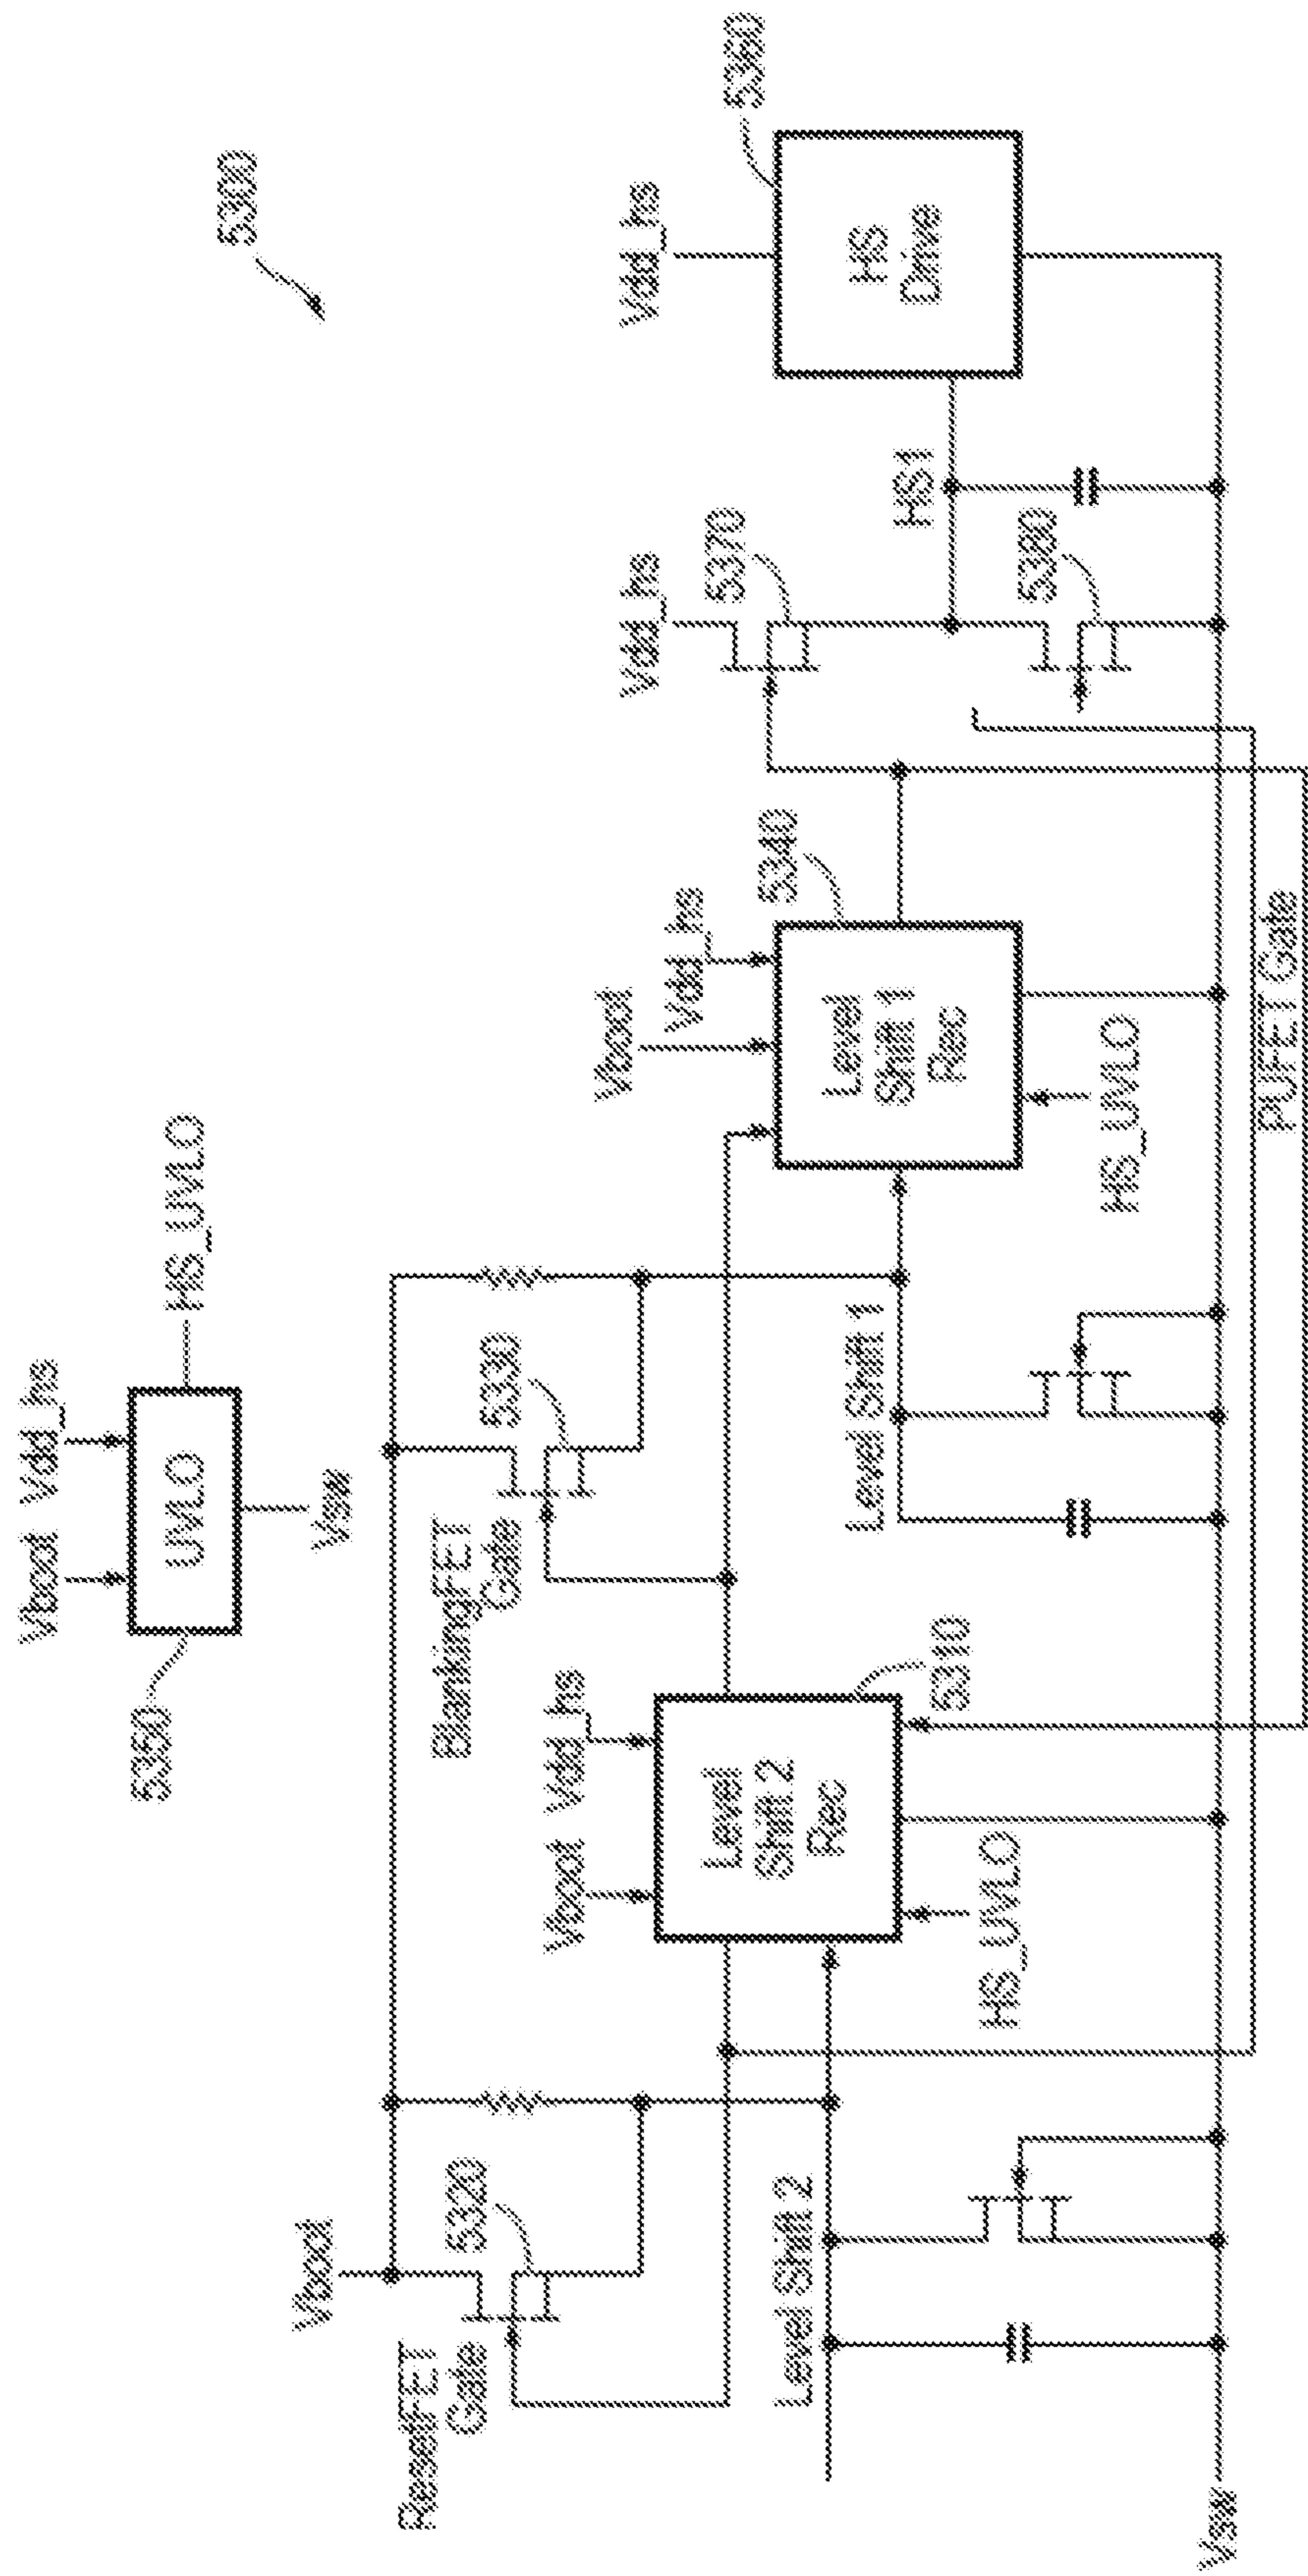 5300
Vboot
Vdd_hs
UVLO
5350
HS_UVLO
Vsw
Vboot
ResetFET
Gate
5320
BlankingFET
Gate
5330
Vboot
Vdd_hs
Level
Shift 2
Rec
5310
HS_UVLO
Level Shift 2
Level Shift 1
Vboot
Vdd_hs
Level
Shift 1
Rec
5340
HS_UVLO
Vdd_hs
5370
HS1
5380
Vdd_hs
HS
Drive
5360
PUFET Gate
Vsw